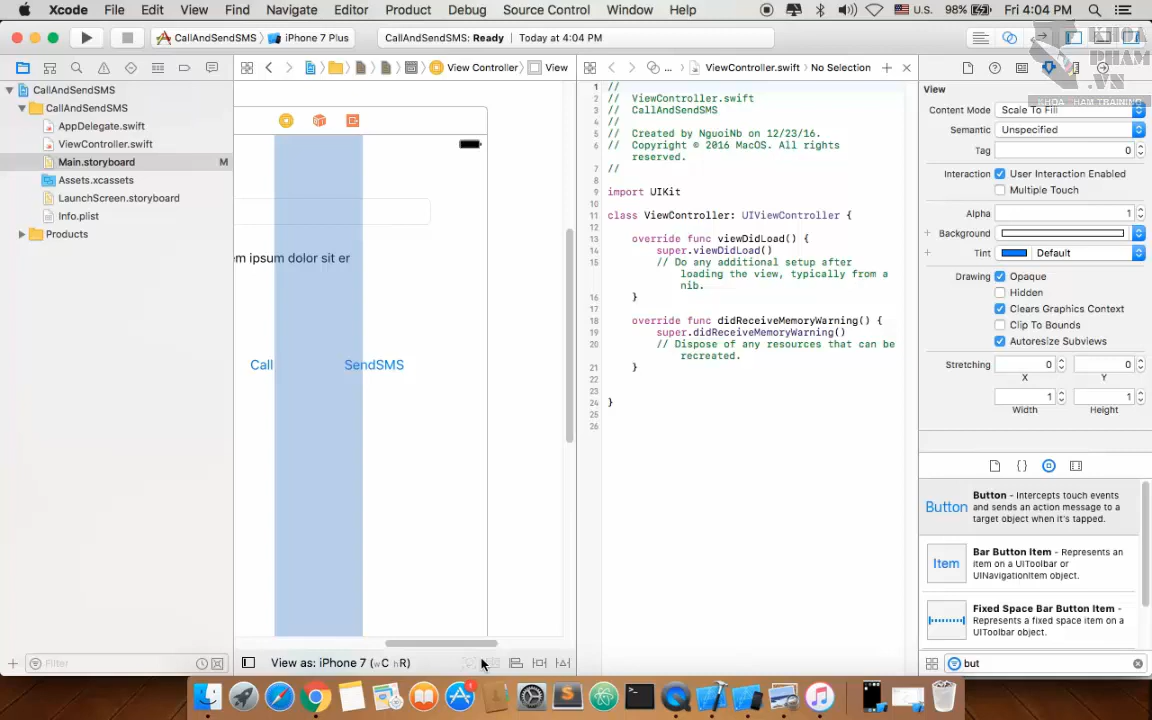 Xcode File Edit View Find Navigate Editor Product Debug Source Control Window Help U.S. 98% Fri 4:04 PM
CallAndSendSMS iPhone 7 Plus CallAndSendSMS: Ready Today at 4:04 PM
KHOA
PHAM
.VN
KHOA PHAM TRAINING
View Controller View
... ViewController.swift No Selection
CallAndSendSMS
CallAndSendSMS
AppDelegate.swift
ViewController.swift
Main.storyboard M
Assets.xcassets
LaunchScreen.storyboard
Info.plist
Products
Filter
em ipsum dolor sit er
Call SendSMS
View as: iPhone 7 (wC hR)
1 //
2 // ViewController.swift
3 // CallAndSendSMS
4 //
5 // Created by NguoiNb on 12/23/16.
6 // Copyright © 2016 MacOS. All rights
reserved.
7 //
8
9 import UIKit
10
11 class ViewController: UIViewController {
12
13 override func viewDidLoad() {
14 super.viewDidLoad()
15 // Do any additional setup after
loading the view, typically from a
nib.
16 }
17
18 override func didReceiveMemoryWarning() {
19 super.didReceiveMemoryWarning()
20 // Dispose of any resources that can be
recreated.
21 }
22
23
24 }
25
26
View
Content Mode Scale To Fill
Semantic Unspecified
Tag 0
Interaction User Interaction Enabled
Multiple Touch
Alpha 1
Background
Tint Default
Drawing Opaque
Hidden
Clears Graphics Context
Clip To Bounds
Autoresize Subviews
Stretching 0 0
X Y
1 1
Width Height
Button
Button - Intercepts touch events
and sends an action message to a
target object when it's tapped.
Item
Bar Button Item - Represents an
item on a UIToolbar or
UINavigationItem object.
Fixed Space Bar Button Item -
Represents a fixed space item on a
UIToolbar object.
but